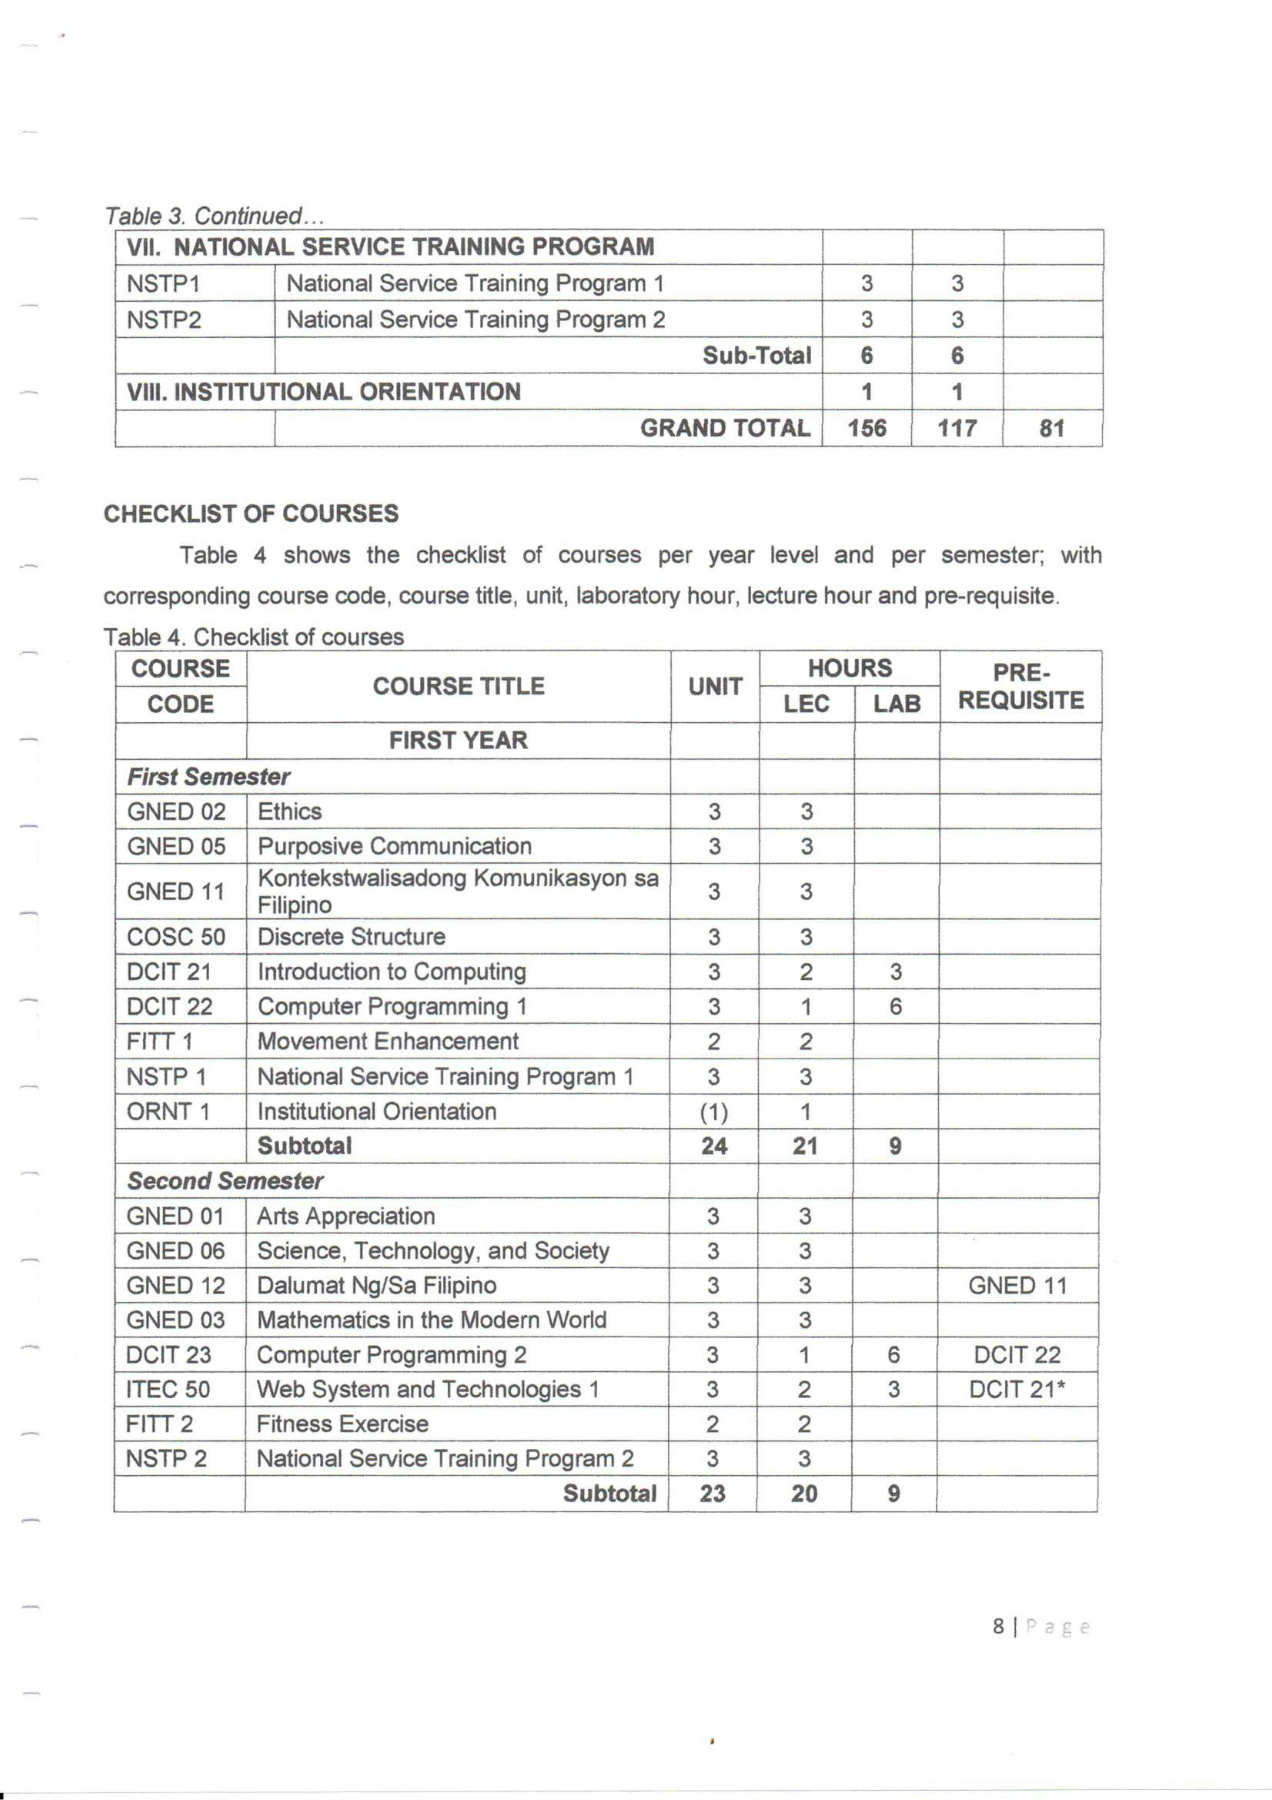 Table 3. Continued...
VII. NATIONAL SERVICE TRAINING PROGRAM
NSTP1 National Service Training Program 1 3 3
NSTP2 National Service Training Program 2 3 3
Sub-Total 6 6
VIII. INSTITUTIONAL ORIENTATION 1 1
GRAND TOTAL 156 117 81
CHECKLIST OF COURSES
Table 4 shows the checklist of courses per year level and per semester; with
corresponding course code, course title, unit, laboratory hour, lecture hour and pre-requisite.
Table 4. Checklist of courses
COURSE CODE COURSE TITLE UNIT HOURS LEC LAB PRE-REQUISITE
FIRST YEAR
First Semester
GNED 02 Ethics 3 3
GNED 05 Purposive Communication 3 3
GNED 11 Kontekstwalisadong Komunikasyon sa Filipino 3 3
COSC 50 Discrete Structure 3 3
DCIT 21 Introduction to Computing 3 2 3
DCIT 22 Computer Programming 1 3 1 6
FITT 1 Movement Enhancement 2 2
NSTP 1 National Service Training Program 1 3 3
ORNT 1 Institutional Orientation (1) 1
Subtotal 24 21 9
Second Semester
GNED 01 Arts Appreciation 3 3
GNED 06 Science, Technology, and Society 3 3
GNED 12 Dalumat Ng/Sa Filipino 3 3 GNED 11
GNED 03 Mathematics in the Modern World 3 3
DCIT 23 Computer Programming 2 3 1 6 DCIT 22
ITEC 50 Web System and Technologies 1 3 2 3 DCIT 21*
FITT 2 Fitness Exercise 2 2
NSTP 2 National Service Training Program 2 3 3
Subtotal 23 20 9
8 | Page